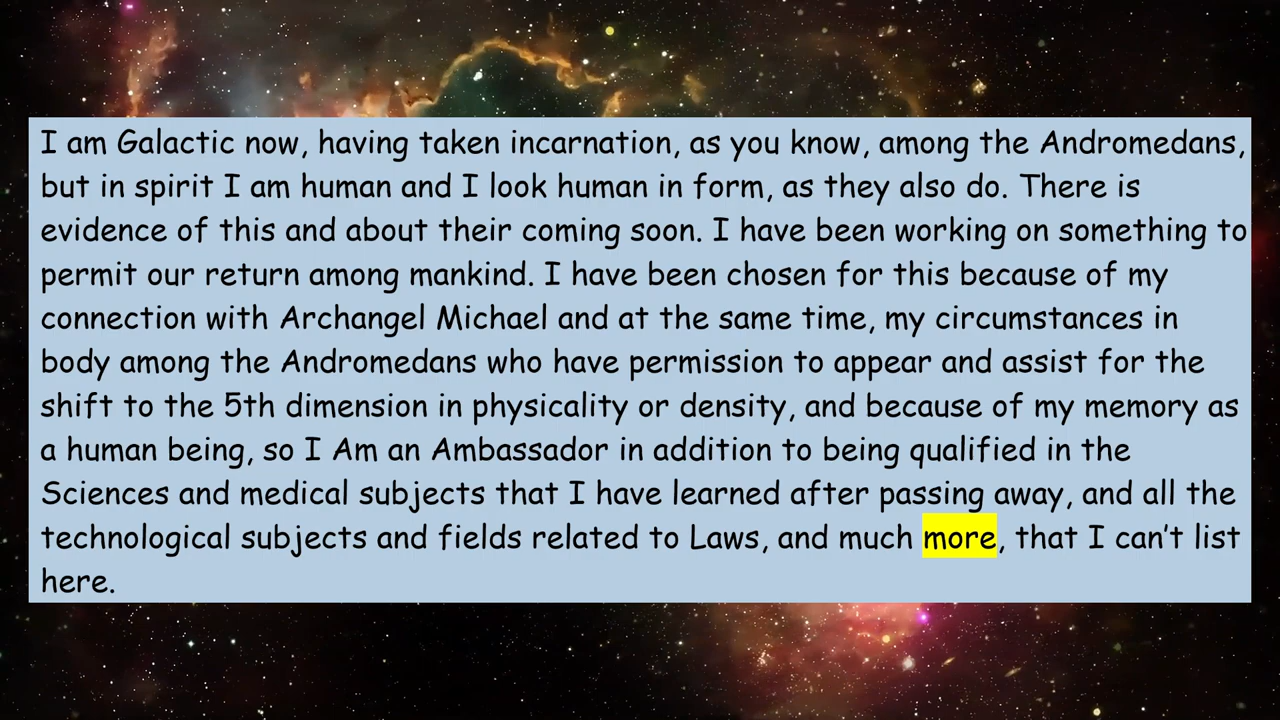 I am Galactic now, having taken incarnation, as you know, among the Andromedans,
but in spirit I am human and I look human in form, as they also do. There is
evidence of this and about their coming soon. I have been working on something to
permit our return among mankind. I have been chosen for this because of my
connection with Archangel Michael and at the same time, my circumstances in
body among the Andromedans who have permission to appear and assist for the
shift to the 5th dimension in physicality or density, and because of my memory as
a human being, so I Am an Ambassador in addition to being qualified in the
Sciences and medical subjects that I have learned after passing away, and all the
technological subjects and fields related to Laws, and much more, that I can’t list
here.